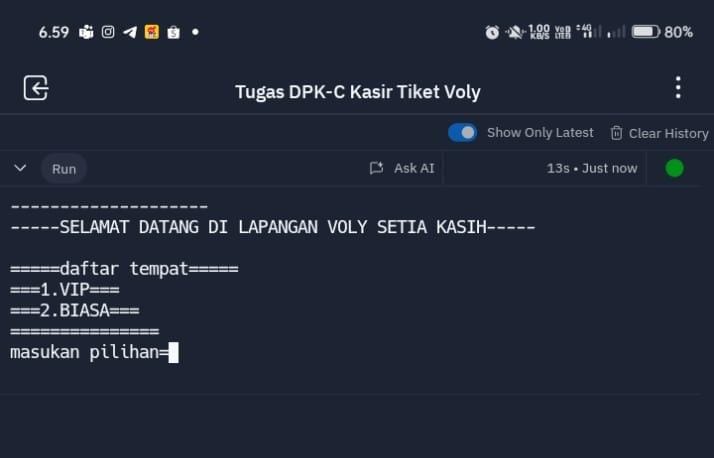 6.59 1.00 KB/S Vo) LTE 4G 80%
Tugas DPK-C Kasir Tiket Voly
Show Only Latest Clear History
Run Ask AI 13s • Just now
--------------------
-----SELAMAT DATANG DI LAPANGAN VOLY SETIA KASIH-----
=====daftar tempat=====
===1.VIP===
===2.BIASA===
===============
masukan pilihan=